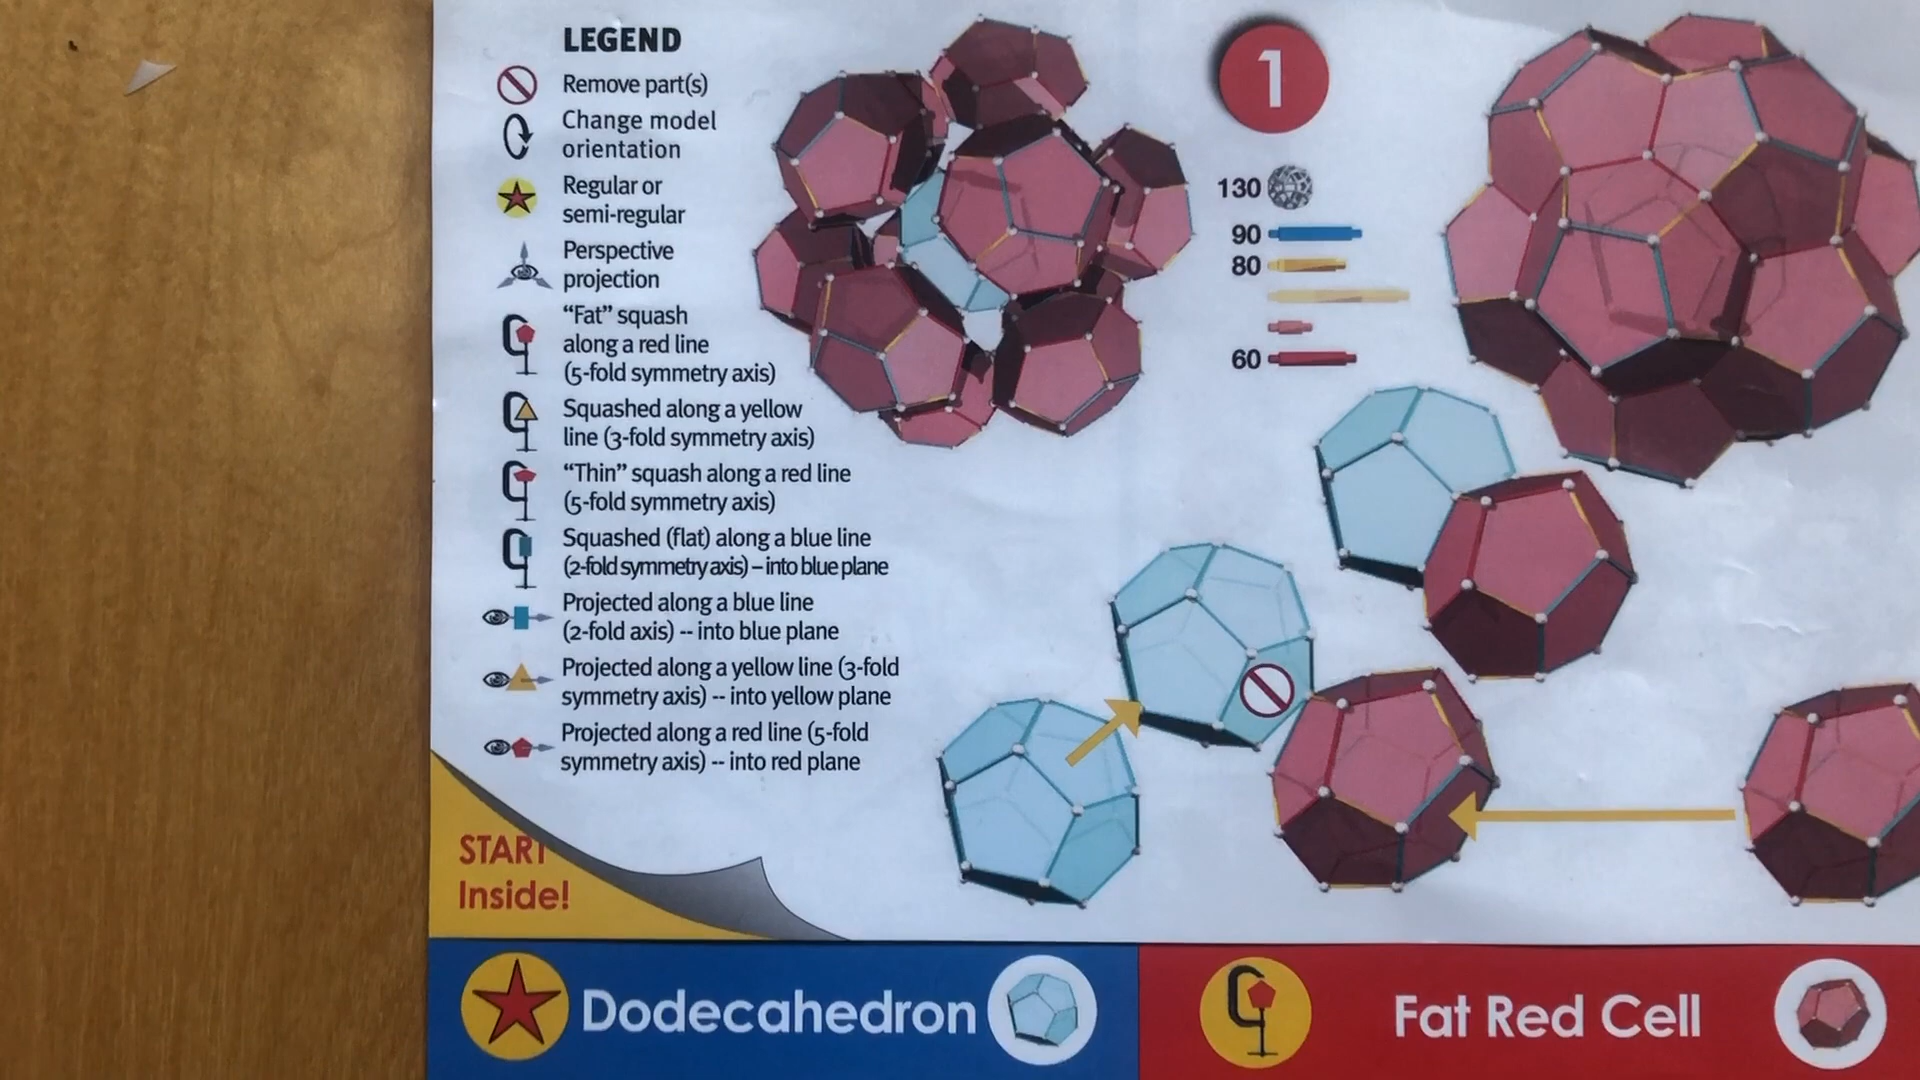 LEGEND
Remove part(s)
Change model
orientation
Regular or
semi-regular
Perspective
projection
“Fat” squash
along a red line
(5-fold symmetry axis)
Squashed along a yellow
line (3-fold symmetry axis)
“Thin” squash along a red line
(5-fold symmetry axis)
Squashed (flat) along a blue line
(2-fold symmetry axis) – into blue plane
Projected along a blue line
(2-fold axis) -- into blue plane
Projected along a yellow line (3-fold
symmetry axis) -- into yellow plane
Projected along a red line (5-fold
symmetry axis) -- into red plane
START
Inside!
1
130
90
80
60
Dodecahedron
Fat Red Cell